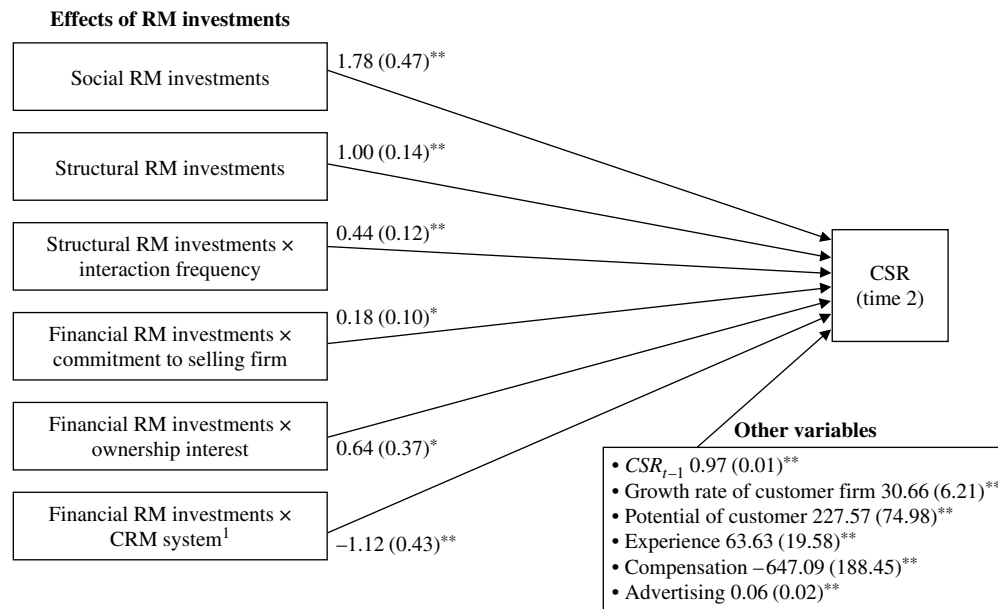 Effects of RM investments
Social RM investments
1.78 (0.47)**
Structural RM investments
1.00 (0.14)**
Structural RM investments ×
interaction frequency
0.44 (0.12)**
Financial RM investments ×
commitment to selling firm
0.18 (0.10)*
Financial RM investments ×
ownership interest
0.64 (0.37)*
Financial RM investments ×
CRM system¹
–1.12 (0.43)**
CSR
(time 2)
Other variables
• CSRₜ₋₁ 0.97 (0.01)**
• Growth rate of customer firm 30.66 (6.21)**
• Potential of customer 227.57 (74.98)**
• Experience 63.63 (19.58)**
• Compensation –647.09 (188.45)**
• Advertising 0.06 (0.02)**